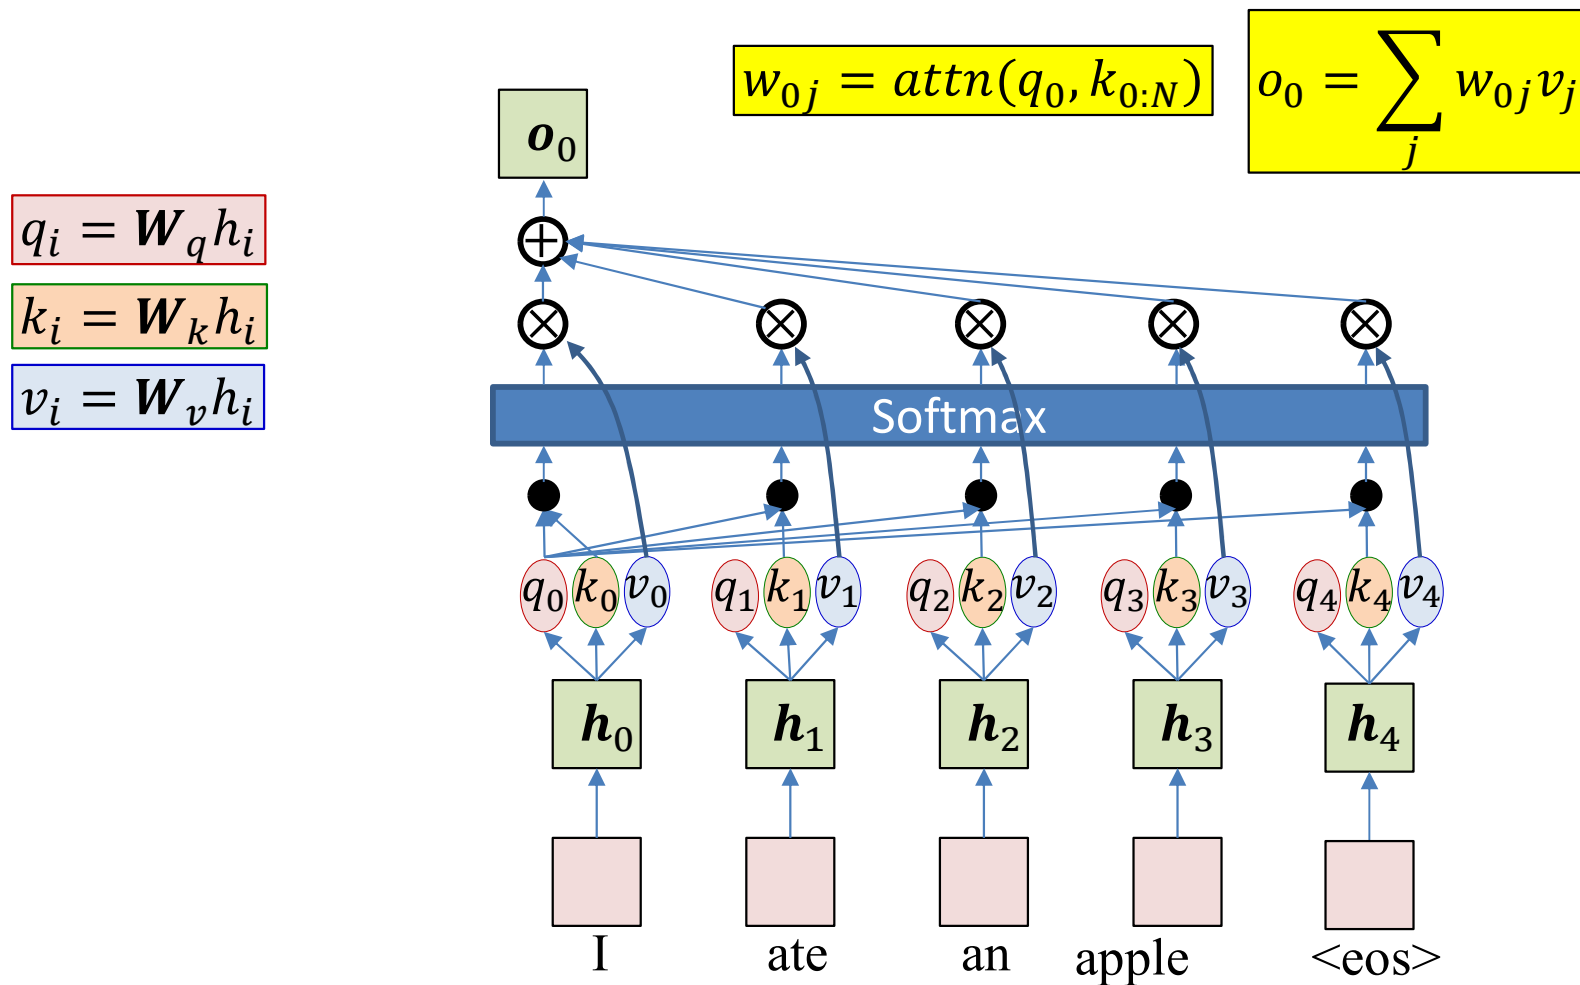 w_{0j} = attn(q_0, k_{0:N})
o_0 = \sum_j w_{0j} v_j
o_0
q_i = W_q h_i
k_i = W_k h_i
v_i = W_v h_i
Softmax
q_0 k_0 v_0 q_1 k_1 v_1 q_2 k_2 v_2 q_3 k_3 v_3 q_4 k_4 v_4
h_0 h_1 h_2 h_3 h_4
I ate an apple <eos>